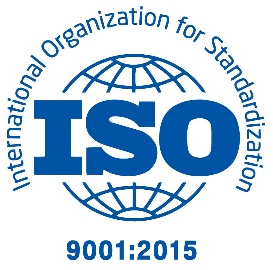 International Organization for Standardization
ISO
9001:2015